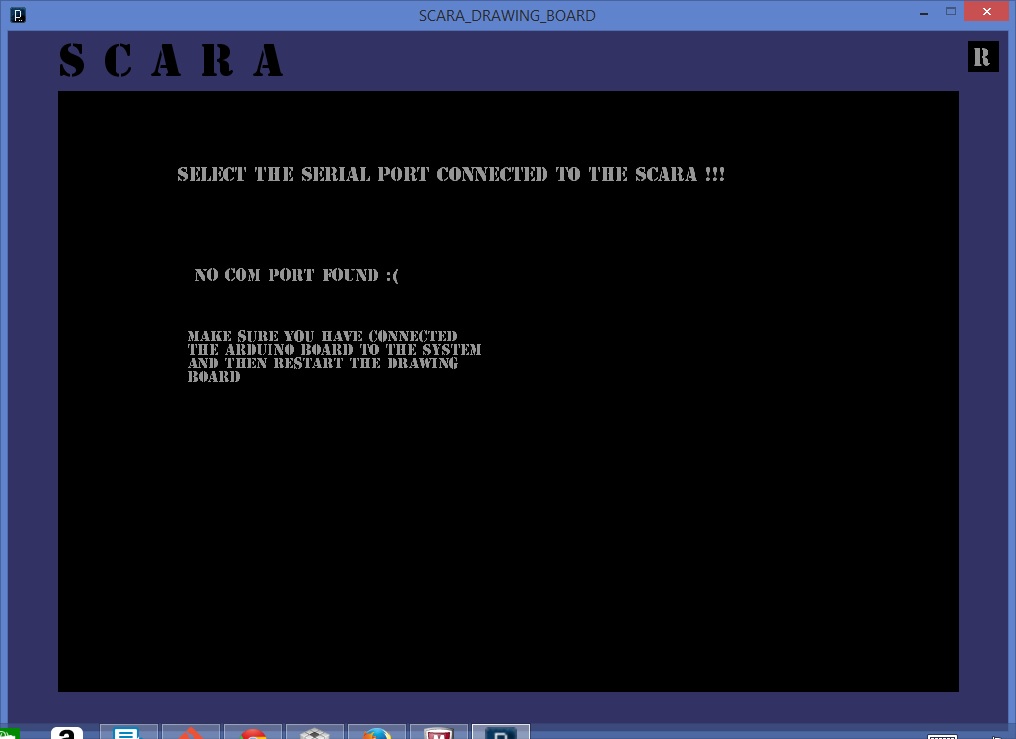 SCARA_DRAWING_BOARD
S C A R A
R
SELECT THE SERIAL PORT CONNECTED TO THE SCARA !!!
NO COM PORT FOUND :(
MAKE SURE YOU HAVE CONNECTED
THE ARDUINO BOARD TO THE SYSTEM
AND THEN RESTART THE DRAWING
BOARD